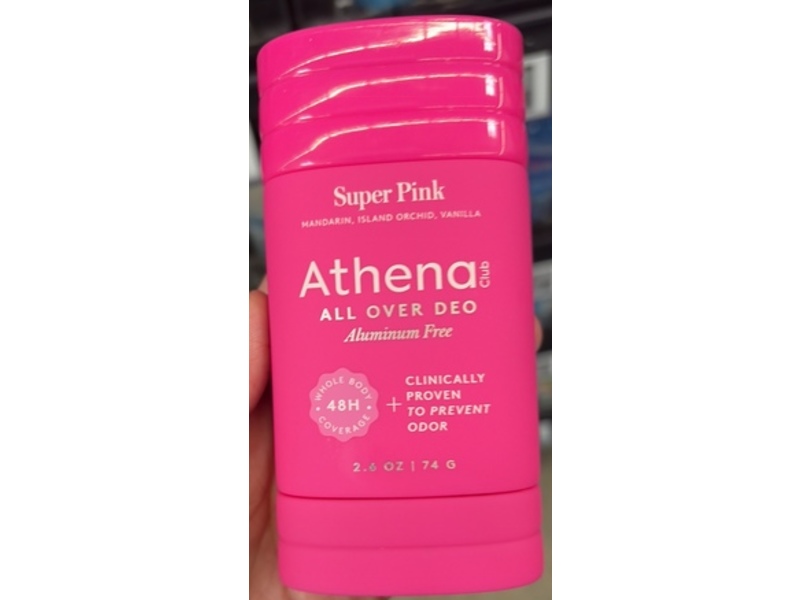 Super Pink
MANDARIN, ISLAND ORCHID, VANILLA
Athena Club
ALL OVER DEO
Aluminum Free
WHOLE BODY
48H
COVERAGE
+
CLINICALLY
PROVEN
TO PREVENT
ODOR
2.6 OZ | 74 G